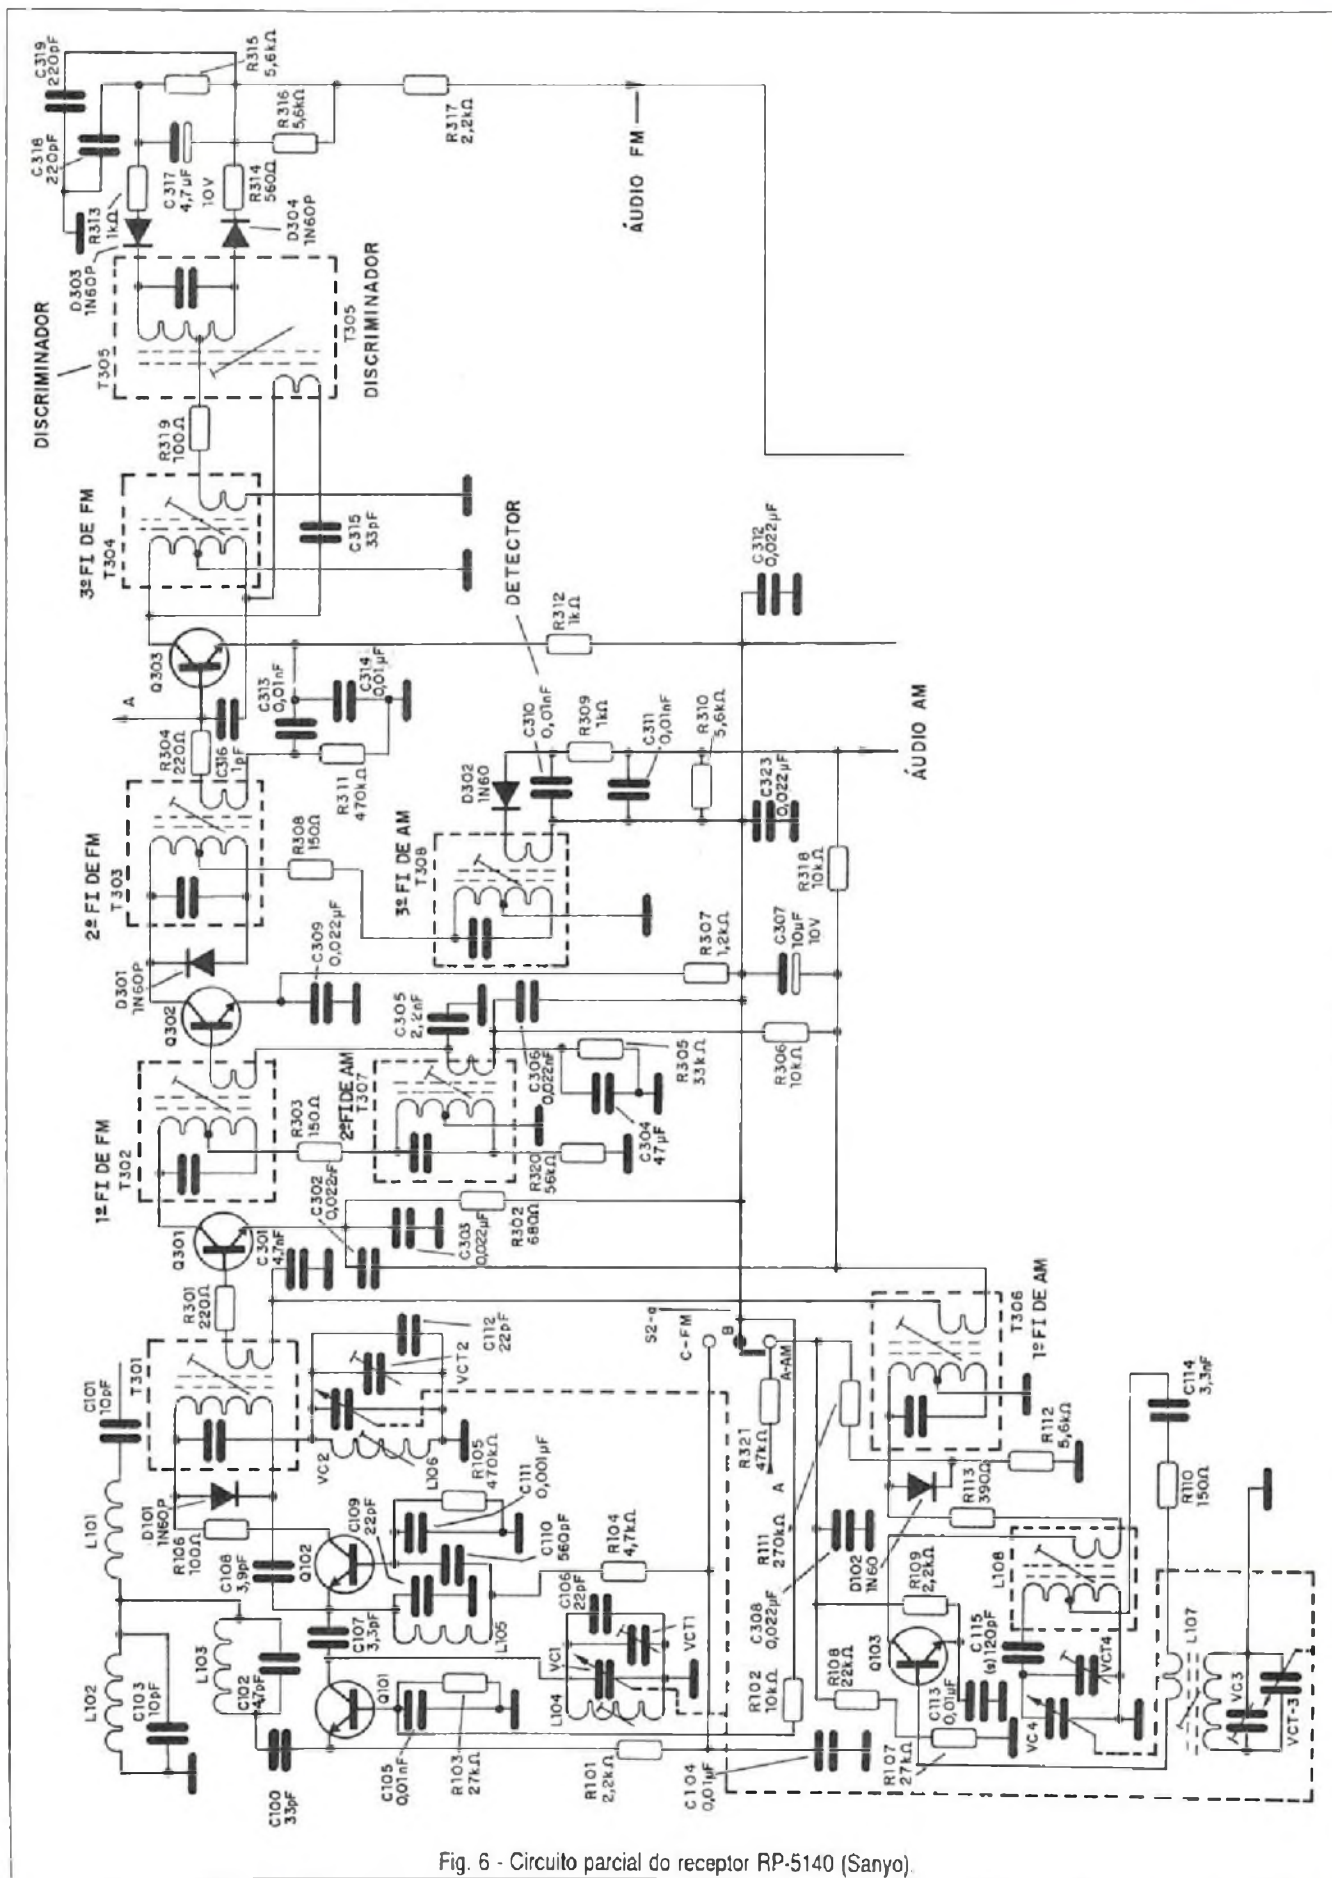 DISCRIMINADOR
C319
220pF
C318
220pF
R315
5,6kΩ
R316
5,6kΩ
R317
2,2kΩ
ÁUDIO FM
R313
1kΩ
C317
4,7µF
10V
R314
560Ω
D303
1N60P
D304
1N60P
T305
T305
DISCRIMINADOR
R319
100Ω
3ª FI DE FM
T304
C315
33pF
DETECTOR
Q303
A
R304
220Ω
C316
1pF
C313
0,01nF
C314
0,01µF
R311
470kΩ
R312
1kΩ
C312
0,022µF
C310
0,01nF
R309
1kΩ
C311
0,01nF
R310
5,6kΩ
ÁUDIO AM
D302
1N60
C323
0,022µF
R318
10kΩ
2ª FI DE FM
T303
R308
150Ω
3ª FI DE AM
T308
D301
1N60P
C309
0,022µF
R307
1,2kΩ
C307
10µF
10V
Q302
C305
2,2nF
C306
0,022nF
R305
33kΩ
R306
10kΩ
1ª FI DE FM
T302
R303
150Ω
2ª FI DE AM
T307
C304
47µF
R320
56kΩ
C302
0,022nF
C303
0,022µF
R302
680Ω
Q301
C301
4,7nF
R301
220Ω
T301
C101
10pF
C112
22pF
VCT2
S2-a
C-FM
B
A-AM
T306
1ª FI DE AM
L101
D101
1N60P
R106
100Ω
VC2
L106
R105
470kΩ
C111
0,001µF
R321
47kΩ
A
R112
5,6kΩ
C114
3,3nF
R113
390Ω
R110
150Ω
C108
3,9pF
Q102
C109
22pF
C110
560pF
R104
4,7kΩ
R111
270kΩ
D102
1N60
L108
L102
L103
C107
3,3pF
L105
C106
22pF
C308
0,022µF
R109
2,2kΩ
C103
10pF
C102
47pF
Q101
VC1
VCT1
L104
R102
10kΩ
R108
22kΩ
Q103
C115
(s)120pF
VCT4
L107
C100
33pF
C105
0,01nF
R103
27kΩ
R101
2,2kΩ
C104
0,01µF
R107
27kΩ
C113
0,01µF
VC4
VC3
VCT-3
Fig. 6 - Circuito parcial do receptor RP-5140 (Sanyo).